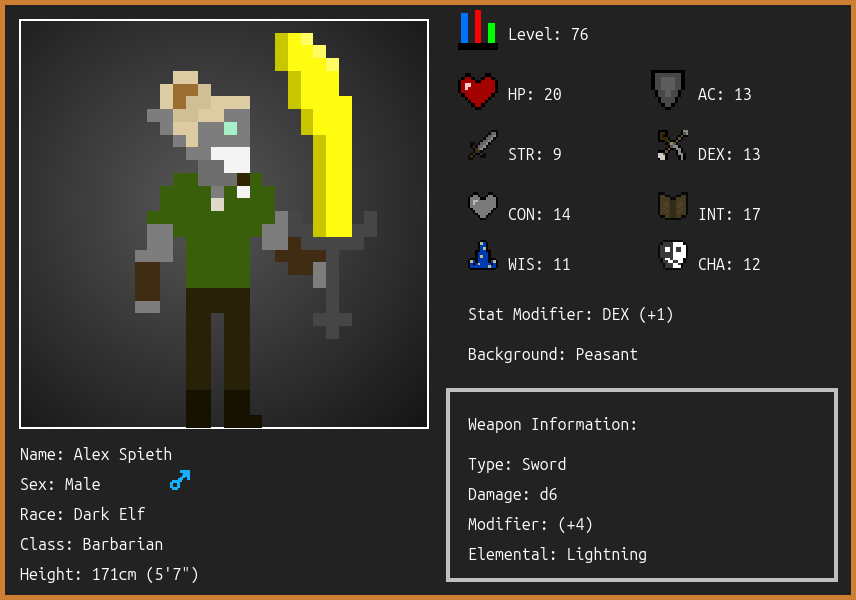 Level: 76
HP: 20
AC: 13
STR: 9
DEX: 13
CON: 14
INT: 17
WIS: 11
CHA: 12
Stat Modifier: DEX (+1)
Background: Peasant
Weapon Information:
Type: Sword
Damage: d6
Modifier: (+4)
Elemental: Lightning
Name: Alex Spieth
Sex: Male
Race: Dark Elf
Class: Barbarian
Height: 171cm (5'7")